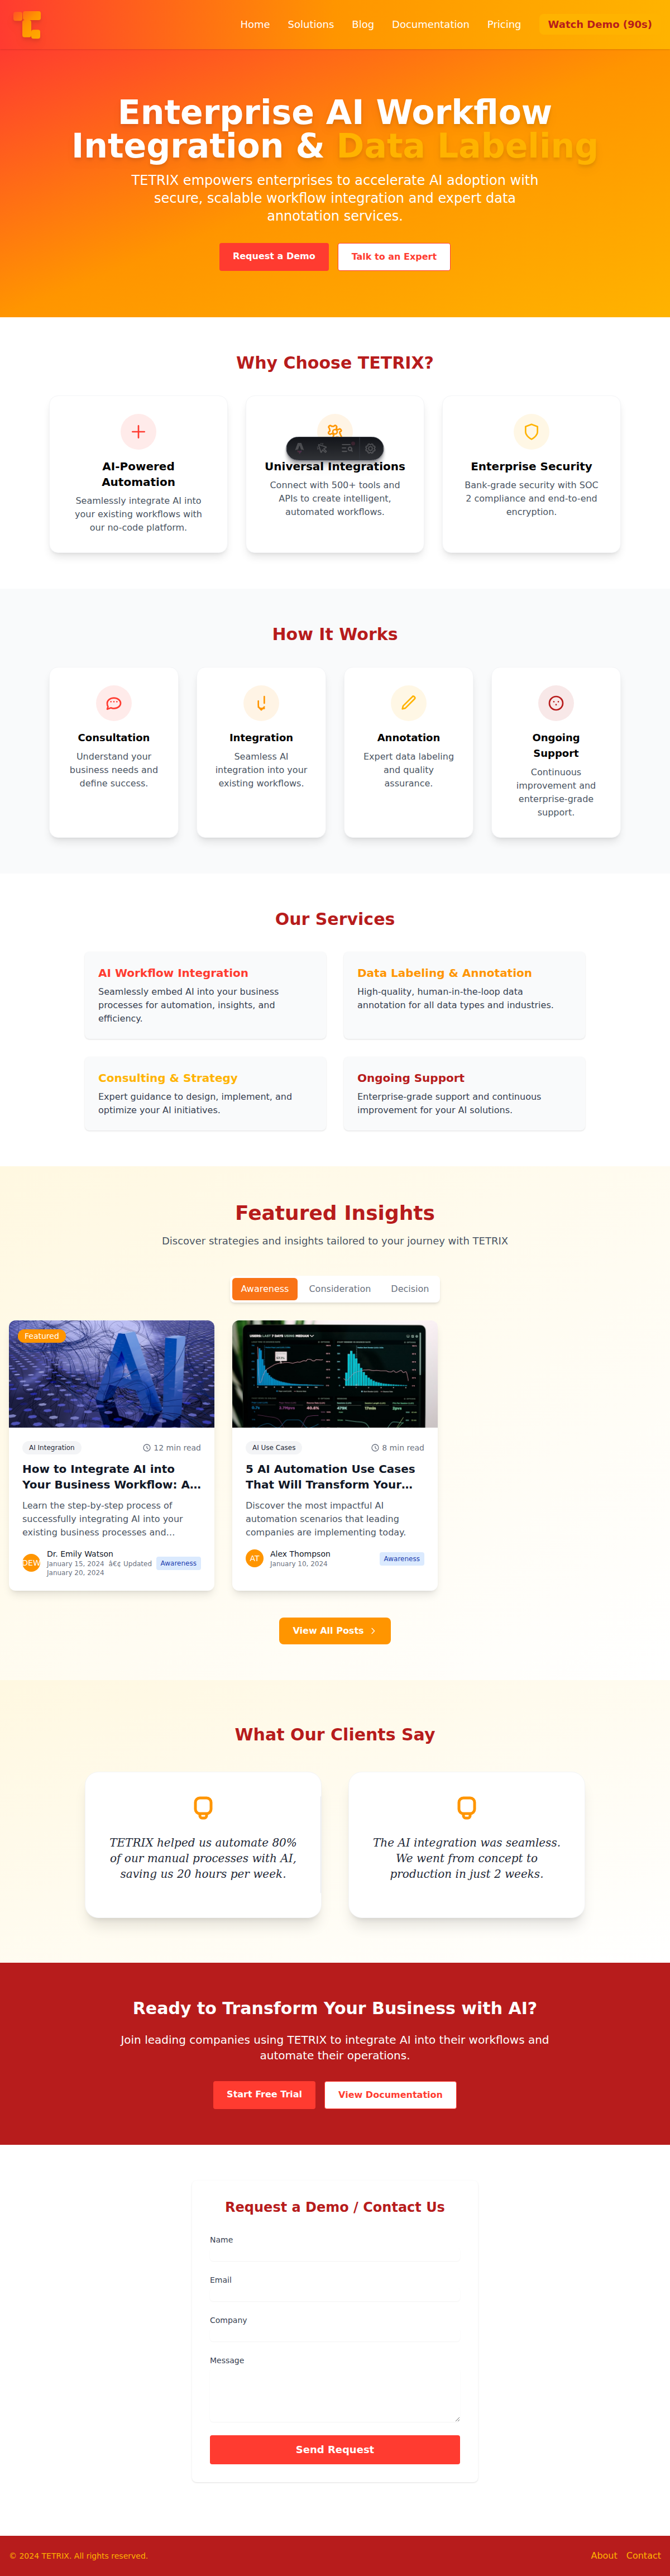 Home Solutions Blog Documentation Pricing Watch Demo (90s)
Enterprise AI Workflow
Integration & Data Labeling
TETRIX empowers enterprises to accelerate AI adoption with
secure, scalable workflow integration and expert data
annotation services.
Request a Demo Talk to an Expert
Why Choose TETRIX?
AI-Powered
Automation
Seamlessly integrate AI into
your existing workflows with
our no-code platform.
Universal Integrations
Connect with 500+ tools and
APIs to create intelligent,
automated workflows.
Enterprise Security
Bank-grade security with SOC
2 compliance and end-to-end
encryption.
How It Works
Consultation
Understand your
business needs and
define success.
Integration
Seamless AI
integration into your
existing workflows.
Annotation
Expert data labeling
and quality
assurance.
Ongoing
Support
Continuous
improvement and
enterprise-grade
support.
Our Services
AI Workflow Integration
Seamlessly embed AI into your business
processes for automation, insights, and
efficiency.
Data Labeling & Annotation
High-quality, human-in-the-loop data
annotation for all data types and industries.
Consulting & Strategy
Expert guidance to design, implement, and
optimize your AI initiatives.
Ongoing Support
Enterprise-grade support and continuous
improvement for your AI solutions.
Featured Insights
Discover strategies and insights tailored to your journey with TETRIX
Awareness Consideration Decision
Featured
AI
AI Integration 12 min read
How to Integrate AI into
Your Business Workflow: A...
Learn the step-by-step process of
successfully integrating AI into your
existing business processes and...
DEW
Dr. Emily Watson
January 15, 2024 â€¢ Updated
January 20, 2024
Awareness
AI Use Cases 8 min read
5 AI Automation Use Cases
That Will Transform Your...
Discover the most impactful AI
automation scenarios that leading
companies are implementing today.
AT
Alex Thompson
January 10, 2024
Awareness
View All Posts
What Our Clients Say
TETRIX helped us automate 80%
of our manual processes with AI,
saving us 20 hours per week.
The AI integration was seamless.
We went from concept to
production in just 2 weeks.
Ready to Transform Your Business with AI?
Join leading companies using TETRIX to integrate AI into their workflows and
automate their operations.
Start Free Trial View Documentation
Request a Demo / Contact Us
Name
Email
Company
Message
Send Request
© 2024 TETRIX. All rights reserved. About Contact